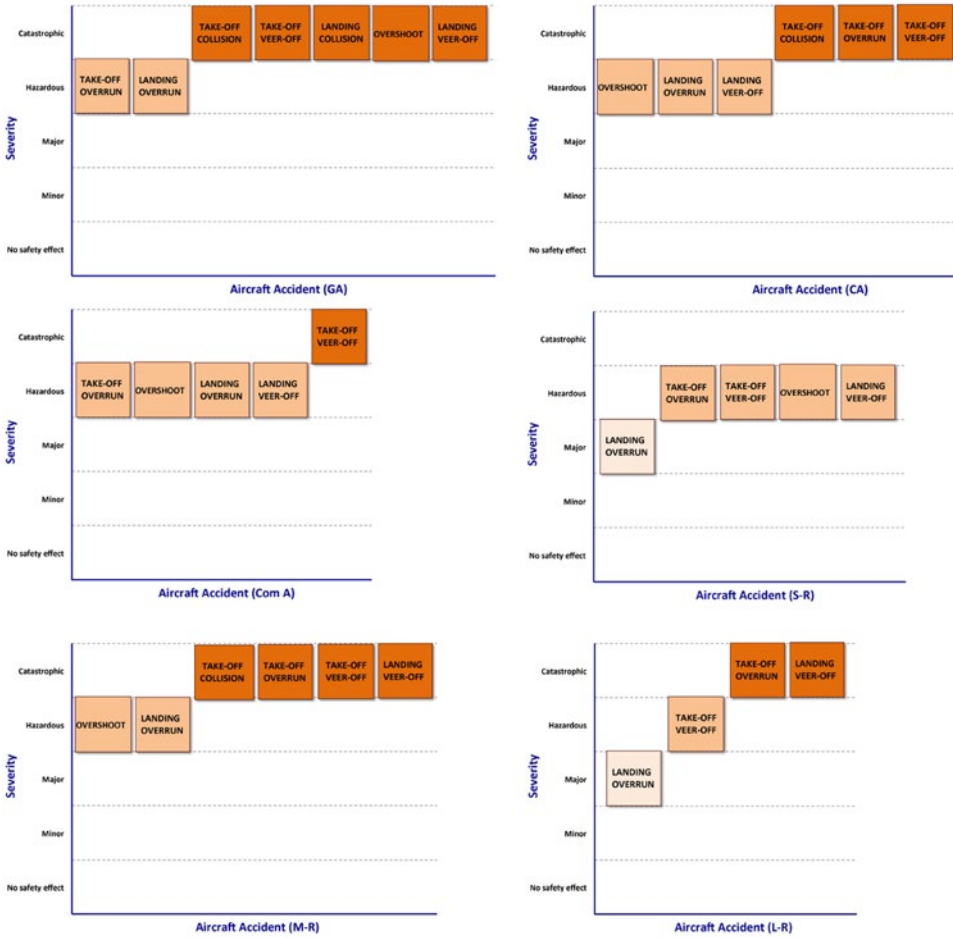 Catastrophic
TAKE-OFF
COLLISION
TAKE-OFF
VEER-OFF
LANDING
COLLISION
OVERSHOOT
LANDING
VEER-OFF
Hazardous
TAKE-OFF
OVERRUN
LANDING
OVERRUN
Major
Minor
No safety effect
Severity
Aircraft Accident (GA)
Catastrophic
TAKE-OFF
COLLISION
TAKE-OFF
OVERRUN
TAKE-OFF
VEER-OFF
Hazardous
OVERSHOOT
LANDING
OVERRUN
LANDING
VEER-OFF
Major
Minor
No safety effect
Severity
Aircraft Accident (CA)
Catastrophic
TAKE-OFF
VEER-OFF
Hazardous
TAKE-OFF
OVERRUN
OVERSHOOT
LANDING
OVERRUN
LANDING
VEER-OFF
Major
Minor
No safety effect
Severity
Aircraft Accident (Com A)
Catastrophic
Hazardous
TAKE-OFF
OVERRUN
TAKE-OFF
VEER-OFF
OVERSHOOT
LANDING
VEER-OFF
Major
LANDING
OVERRUN
Minor
No safety effect
Severity
Aircraft Accident (S-R)
Catastrophic
TAKE-OFF
COLLISION
TAKE-OFF
OVERRUN
TAKE-OFF
VEER-OFF
LANDING
VEER-OFF
Hazardous
OVERSHOOT
LANDING
OVERRUN
Major
Minor
No safety effect
Severity
Aircraft Accident (M-R)
Catastrophic
TAKE-OFF
OVERRUN
LANDING
VEER-OFF
Hazardous
TAKE-OFF
VEER-OFF
Major
LANDING
OVERRUN
Minor
No safety effect
Severity
Aircraft Accident (L-R)